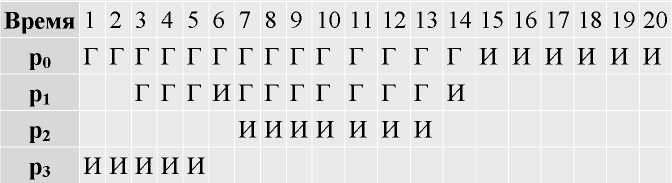 Время 1 2 3 4 5 6 7 8 9 10 11 12 13 14 15 16 17 18 19 20
p₀ Г Г Г Г Г Г Г Г Г Г Г Г Г Г И И И И И И
p₁ Г Г Г И Г Г Г Г Г Г Г И
p₂ И И И И И И И
p₃ И И И И И